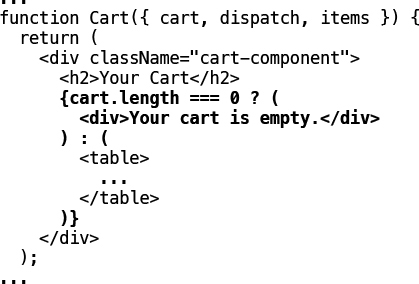 ...
function Cart({ cart, dispatch, items }) {
  return (
    <div className="cart-component">
      <h2>Your Cart</h2>
      {cart.length === 0 ? (
        <div>Your cart is empty.</div>
      ) : (
        <table>
          ...
        </table>
      )}
    </div>
  );
...